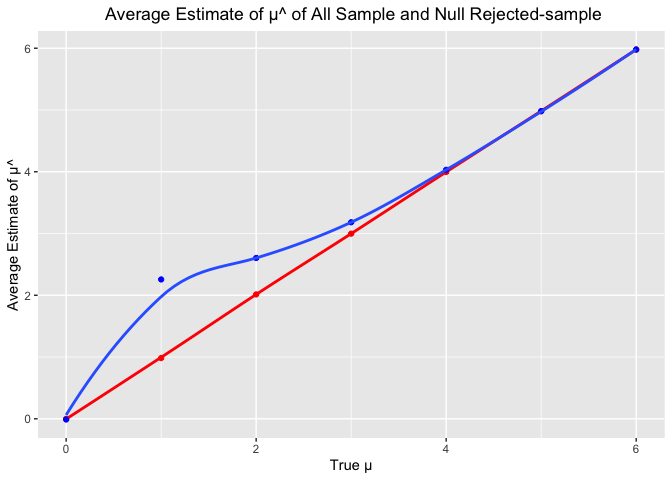 Average Estimate of μ^ of All Sample and Null Rejected-sample
6
4
2
0
Average Estimate of μ^
0 2 4 6
True μ